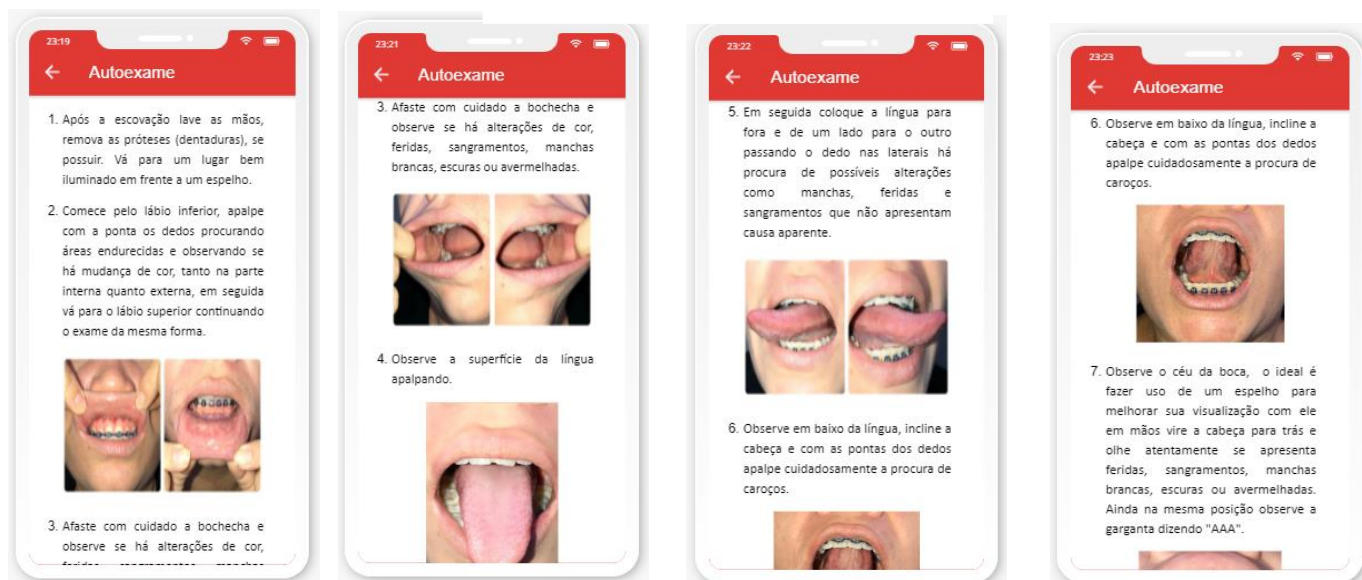 23:19
Autoexame
1. Após a escovação lave as mãos,
remova as próteses (dentaduras), se
possuir. Vá para um lugar bem
iluminado em frente a um espelho.
2. Comece pelo lábio inferior, apalpe
com a ponta os dedos procurando
áreas endurecidas e observando se
há mudança de cor, tanto na parte
interna quanto externa, em seguida
vá para o lábio superior continuando
o exame da mesma forma.
3. Afaste com cuidado a bochecha e
observe se há alterações de cor,
feridas, sangramentos, manchas
23:21
Autoexame
3. Afaste com cuidado a bochecha e
observe se há alterações de cor,
feridas, sangramentos, manchas
brancas, escuras ou avermelhadas.
4. Observe a superfície da língua
apalpando.
23:22
Autoexame
5. Em seguida coloque a língua para
fora e de um lado para o outro
passando o dedo nas laterais há
procura de possíveis alterações
como manchas, feridas e
sangramentos que não apresentam
causa aparente.
6. Observe em baixo da língua, incline a
cabeça e com as pontas dos dedos
apalpe cuidadosamente a procura de
caroços.
23:23
Autoexame
6. Observe em baixo da língua, incline a
cabeça e com as pontas dos dedos
apalpe cuidadosamente a procura de
caroços.
7. Observe o céu da boca, o ideal é
fazer uso de um espelho para
melhorar sua visualização com ele
em mãos vire a cabeça para trás e
olhe atentamente se apresenta
feridas, sangramentos, manchas
brancas, escuras ou avermelhadas.
Ainda na mesma posição observe a
garganta dizendo "AAA".